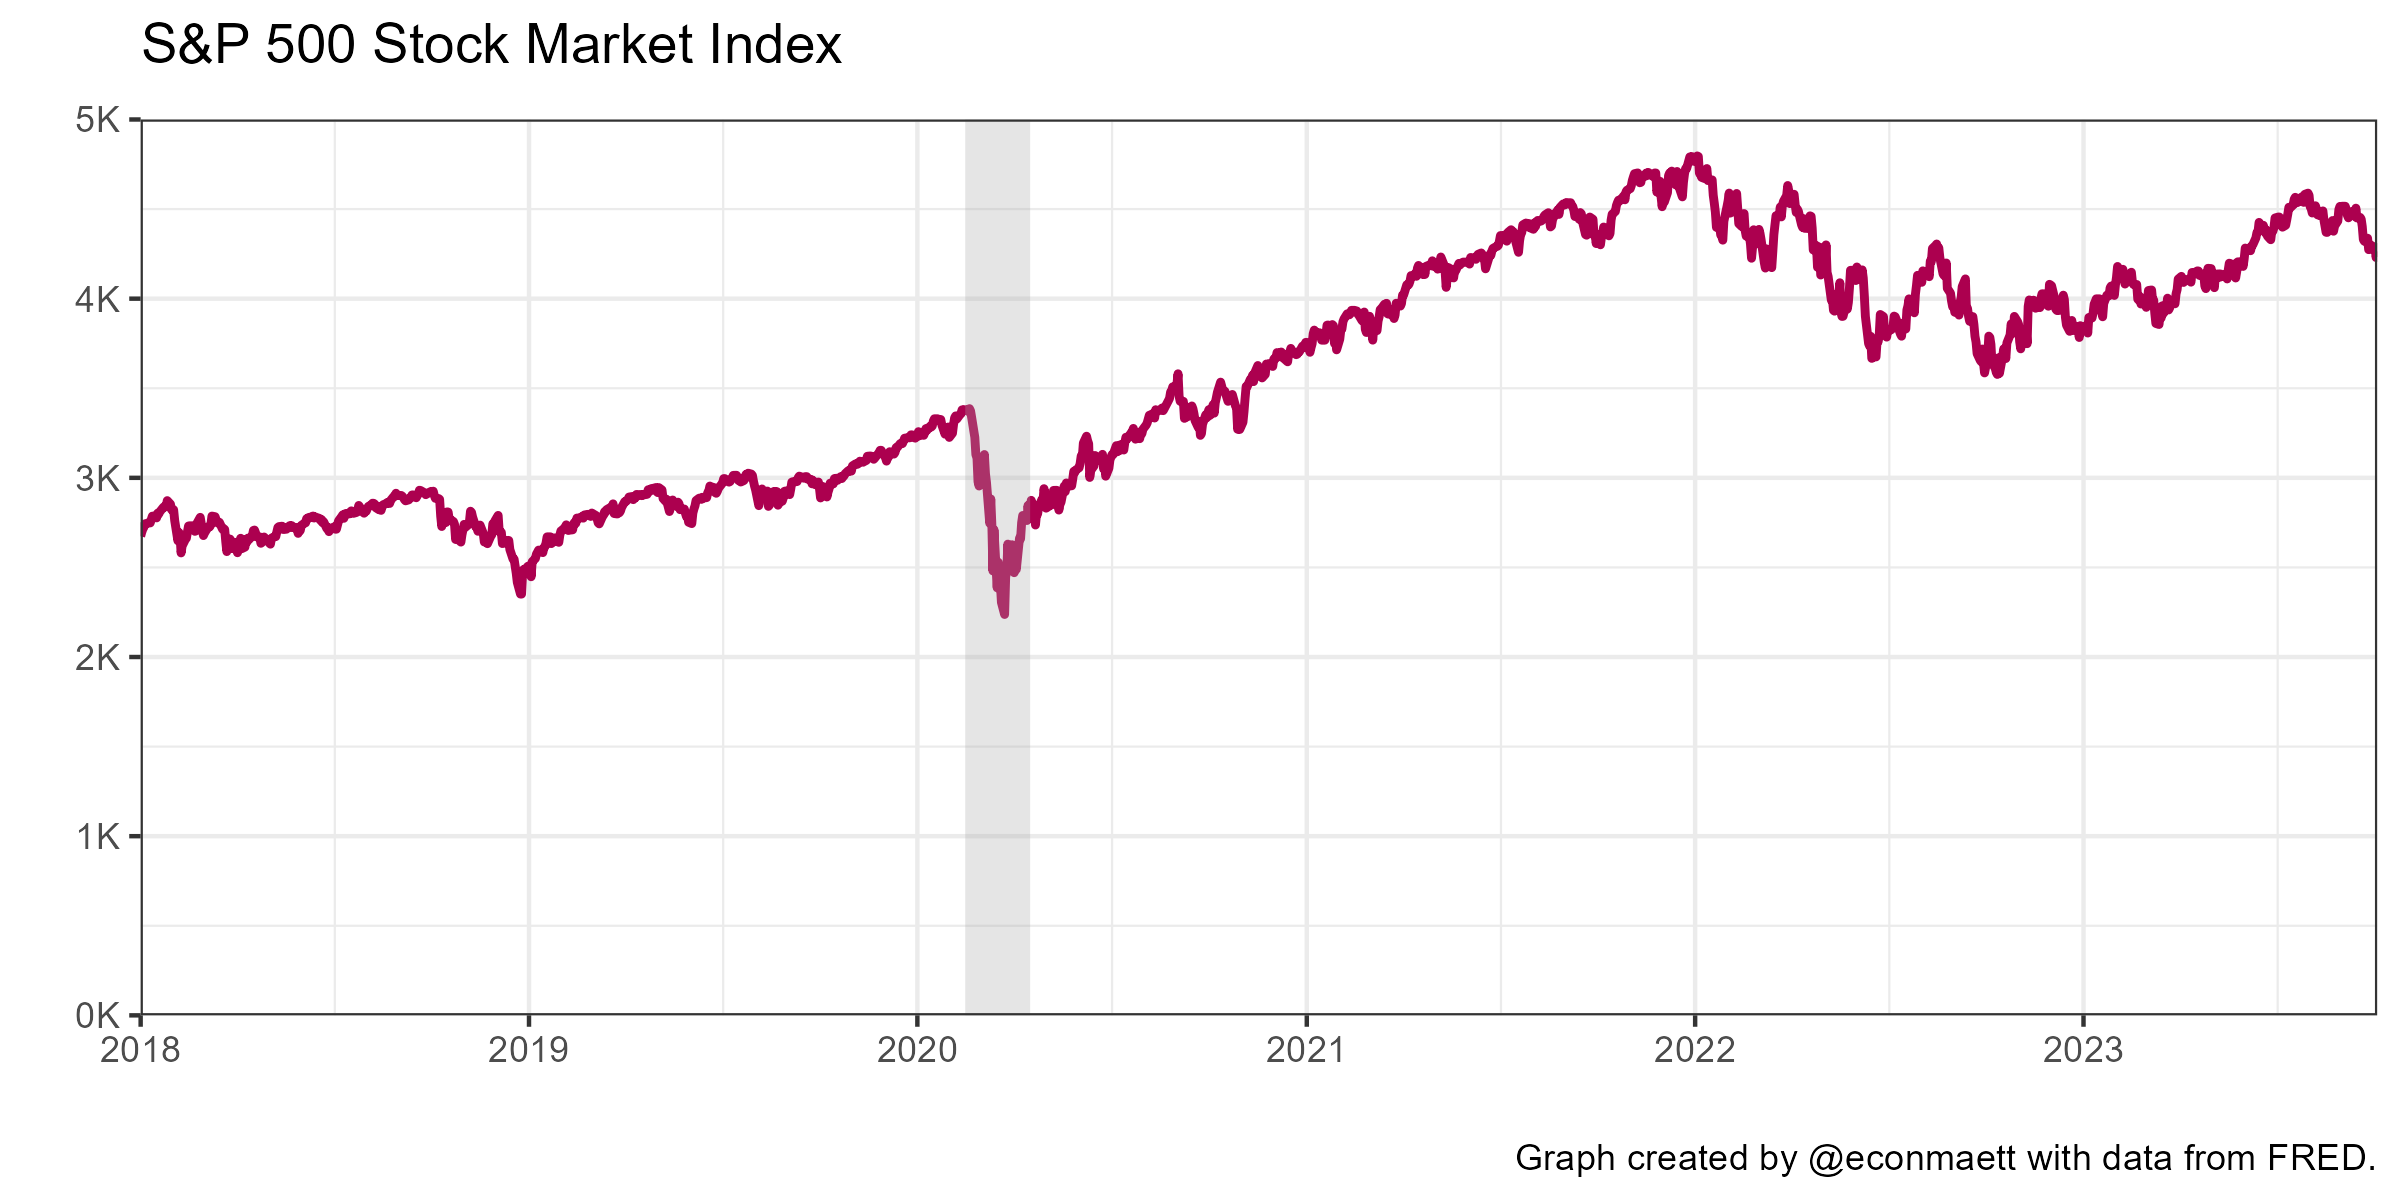 S&P 500 Stock Market Index
5K
4K
3K
2K
1K
0K
2018 2019 2020 2021 2022 2023
Graph created by @econmaett with data from FRED.